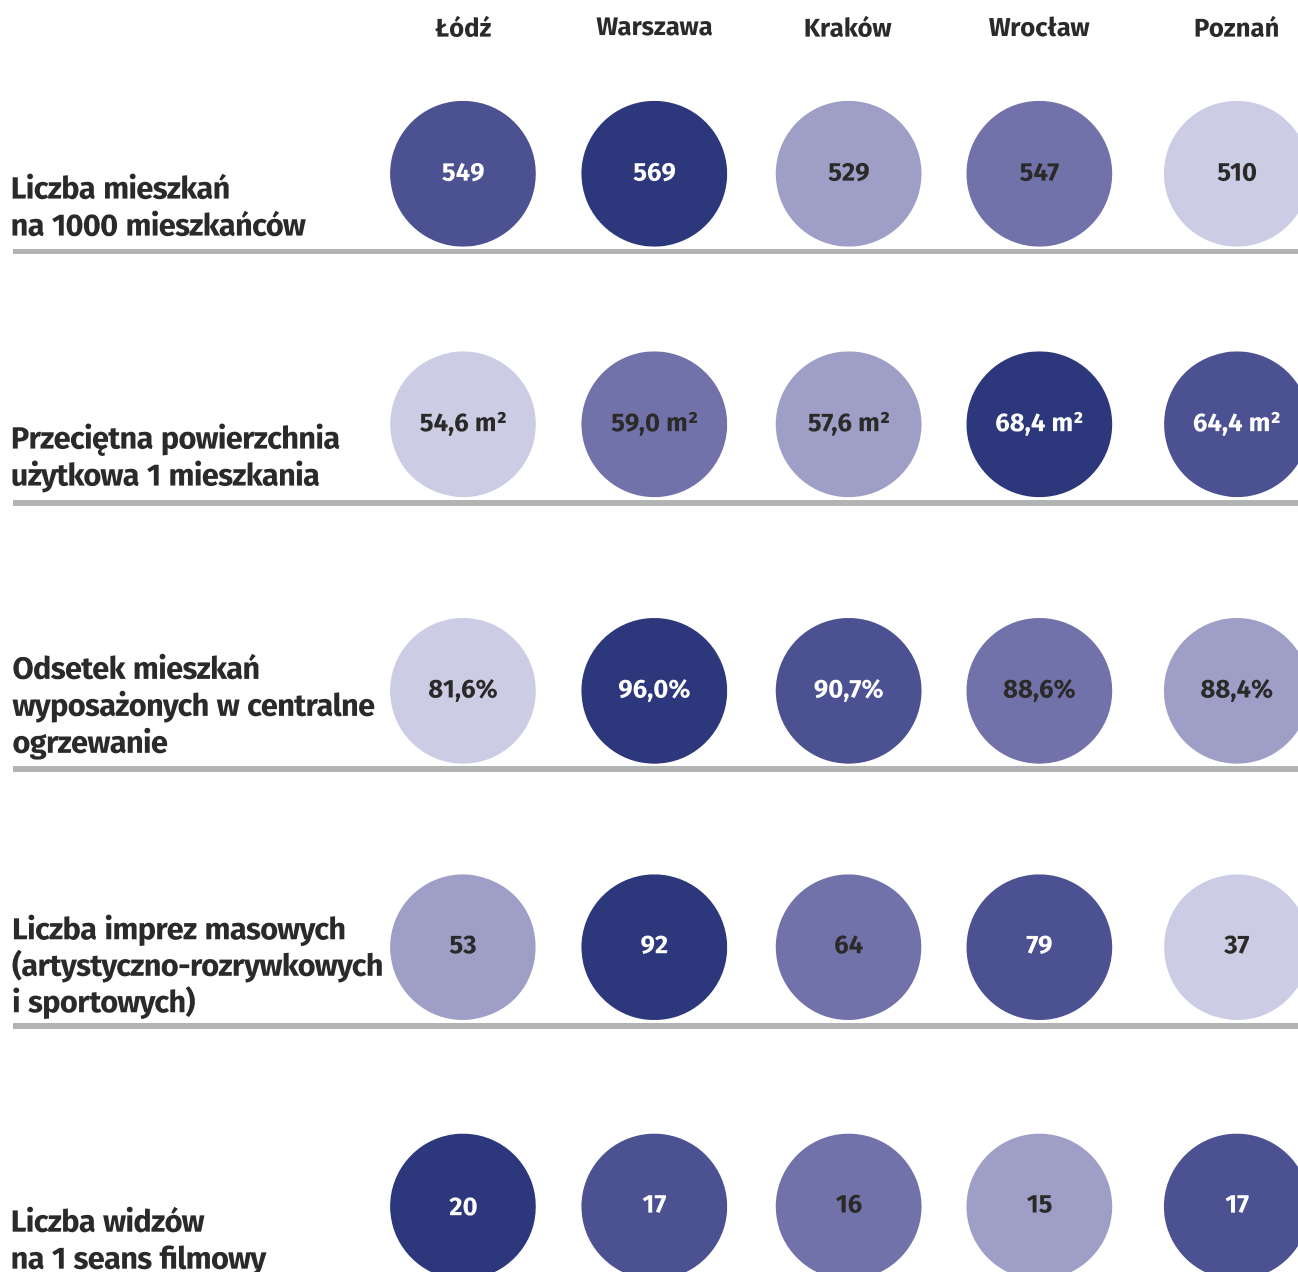 Łódź Warszawa Kraków Wrocław Poznań
Liczba mieszkań
na 1000 mieszkańców
549 569 529 547 510
Przeciętna powierzchnia
użytkowa 1 mieszkania
54,6 m² 59,0 m² 57,6 m² 68,4 m² 64,4 m²
Odsetek mieszkań
wyposażonych w centralne
ogrzewanie
81,6% 96,0% 90,7% 88,6% 88,4%
Liczba imprez masowych
(artystyczno-rozrywkowych
i sportowych)
53 92 64 79 37
Liczba widzów
na 1 seans filmowy
20 17 16 15 17